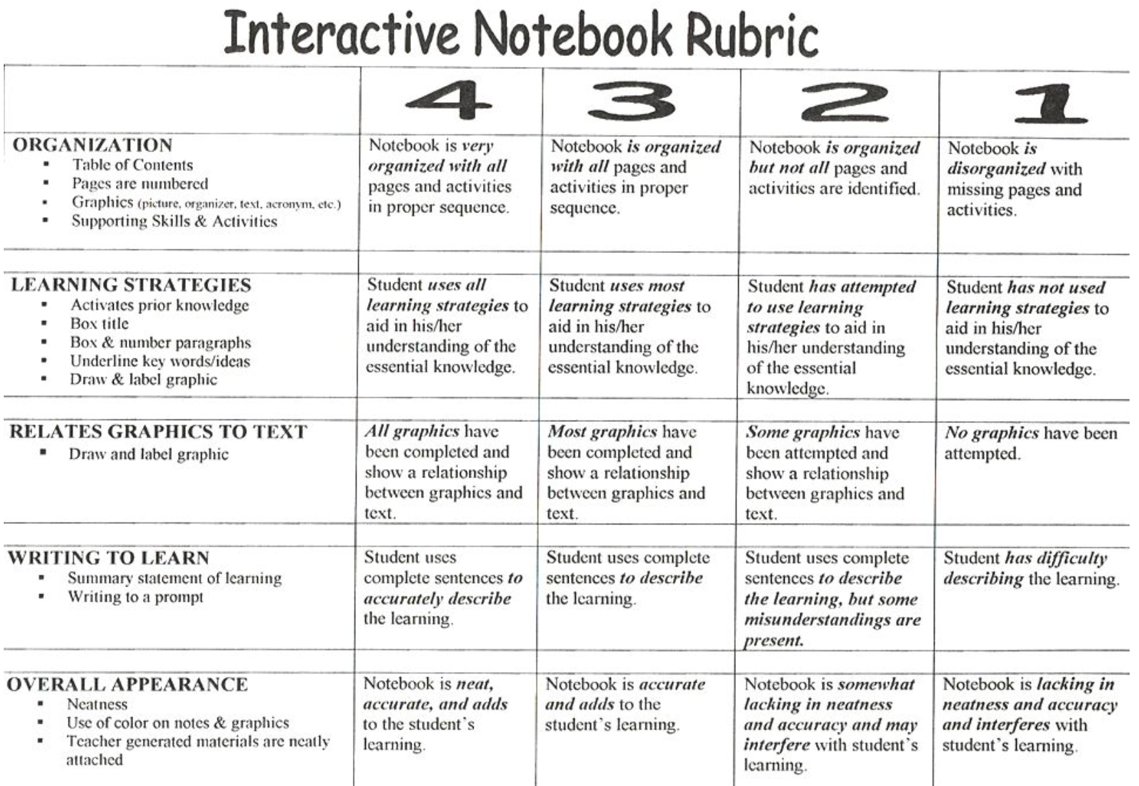 Interactive Notebook Rubric
4 3 2 1
ORGANIZATION
▪ Table of Contents
▪ Pages are numbered
▪ Graphics (picture, organizer, text, acronym, etc.)
▪ Supporting Skills & Activities
Notebook is very
organized with all
pages and activities
in proper sequence.
Notebook is organized
with all pages and
activities in proper
sequence.
Notebook is organized
but not all pages and
activities are identified.
Notebook is
disorganized with
missing pages and
activities.
LEARNING STRATEGIES
▪ Activates prior knowledge
▪ Box title
▪ Box & number paragraphs
▪ Underline key words/ideas
▪ Draw & label graphic
Student uses all
learning strategies to
aid in his/her
understanding of the
essential knowledge.
Student uses most
learning strategies to
aid in his/her
understanding of the
essential knowledge.
Student has attempted
to use learning
strategies to aid in
his/her understanding
of the essential
knowledge.
Student has not used
learning strategies to
aid in his/her
understanding of the
essential knowledge.
RELATES GRAPHICS TO TEXT
▪ Draw and label graphic
All graphics have
been completed and
show a relationship
between graphics and
text.
Most graphics have
been completed and
show a relationship
between graphics and
text.
Some graphics have
been attempted and
show a relationship
between graphics and
text.
No graphics have been
attempted.
WRITING TO LEARN
▪ Summary statement of learning
▪ Writing to a prompt
Student uses
complete sentences to
accurately describe
the learning.
Student uses complete
sentences to describe
the learning.
Student uses complete
sentences to describe
the learning, but some
misunderstandings are
present.
Student has difficulty
describing the learning.
OVERALL APPEARANCE
▪ Neatness
▪ Use of color on notes & graphics
▪ Teacher generated materials are neatly
attached
Notebook is neat,
accurate, and adds
to the student's
learning.
Notebook is accurate
and adds to the
student's learning.
Notebook is somewhat
lacking in neatness
and accuracy and may
interfere with student's
learning.
Notebook is lacking in
neatness and accuracy
and interferes with
student's learning.